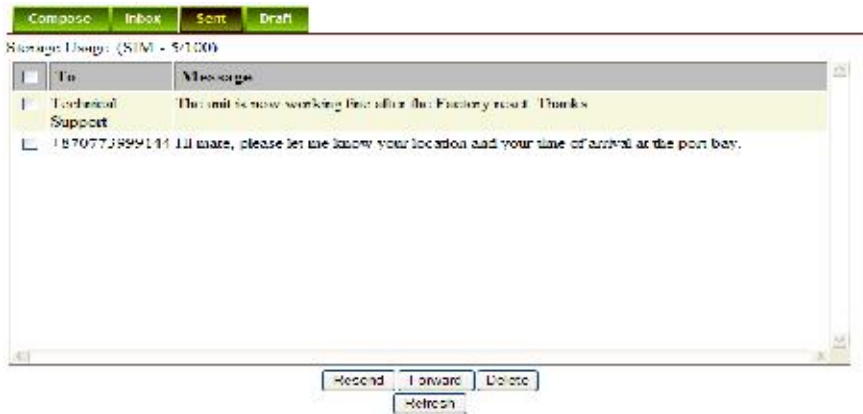 Compose Inbox Sent Draft
Storage Usage: (SIM - 5/100)
To Message
Technical The unit is now working fine after the Factory reset. Thanks
Support
+870773999144 Hi mate, please let me know your location and your time of arrival at the port bay.
Resend Forward Delete
Refresh